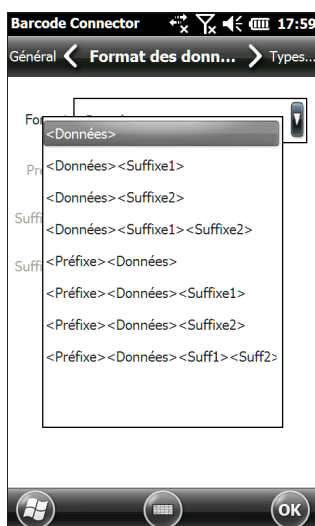 Barcode Connector 17:59
Général Format des donn... Types...
<Données>
<Données><Suffixe1>
<Données><Suffixe2>
<Données><Suffixe1><Suffixe2>
<Préfixe><Données>
<Préfixe><Données><Suffixe1>
<Préfixe><Données><Suffixe2>
<Préfixe><Données><Suff1><Suff2>
OK